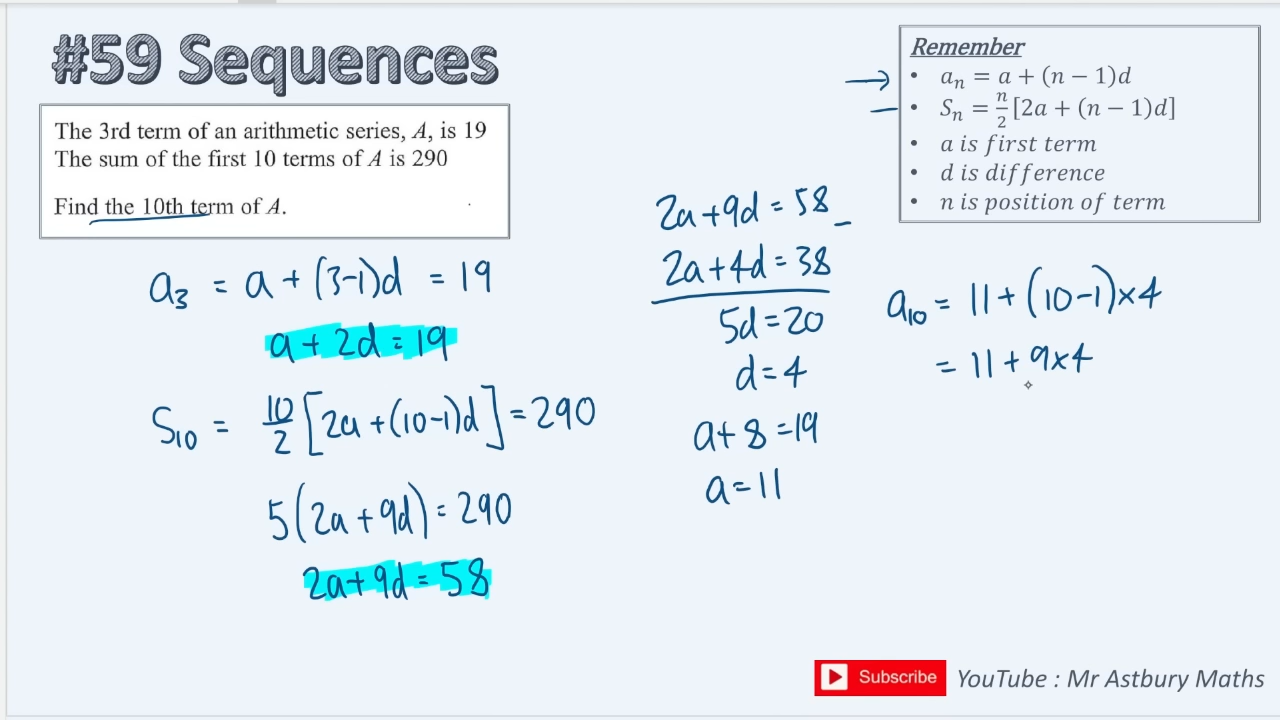 #59 Sequences
The 3rd term of an arithmetic series, A, is 19
The sum of the first 10 terms of A is 290
Find the 10th term of A.
Remember
• aₙ = a + (n − 1)d
• Sₙ = n/2 [2a + (n − 1)d]
• a is first term
• d is difference
• n is position of term
a₃ = a + (3-1)d = 19
a + 2d = 19
S₁₀ = 10/2 [2a + (10-1)d] = 290
5(2a + 9d) = 290
2a + 9d = 58
2a + 9d = 58 −
2a + 4d = 38
5d = 20
d = 4
a + 8 = 19
a = 11
a₁₀ = 11 + (10-1)×4
= 11 + 9×4
Subscribe
YouTube : Mr Astbury Maths